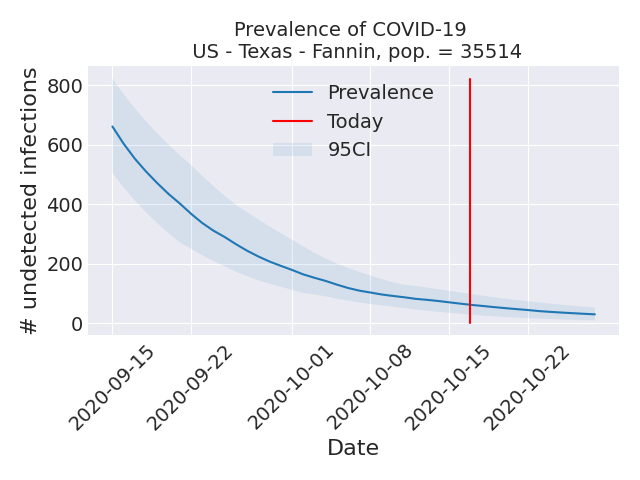 Prevalence of COVID-19
US - Texas - Fannin, pop. = 35514
# undetected infections
800
600
400
200
0
Prevalence
Today
95CI
2020-09-15
2020-09-22
2020-10-01
2020-10-08
2020-10-15
2020-10-22
Date